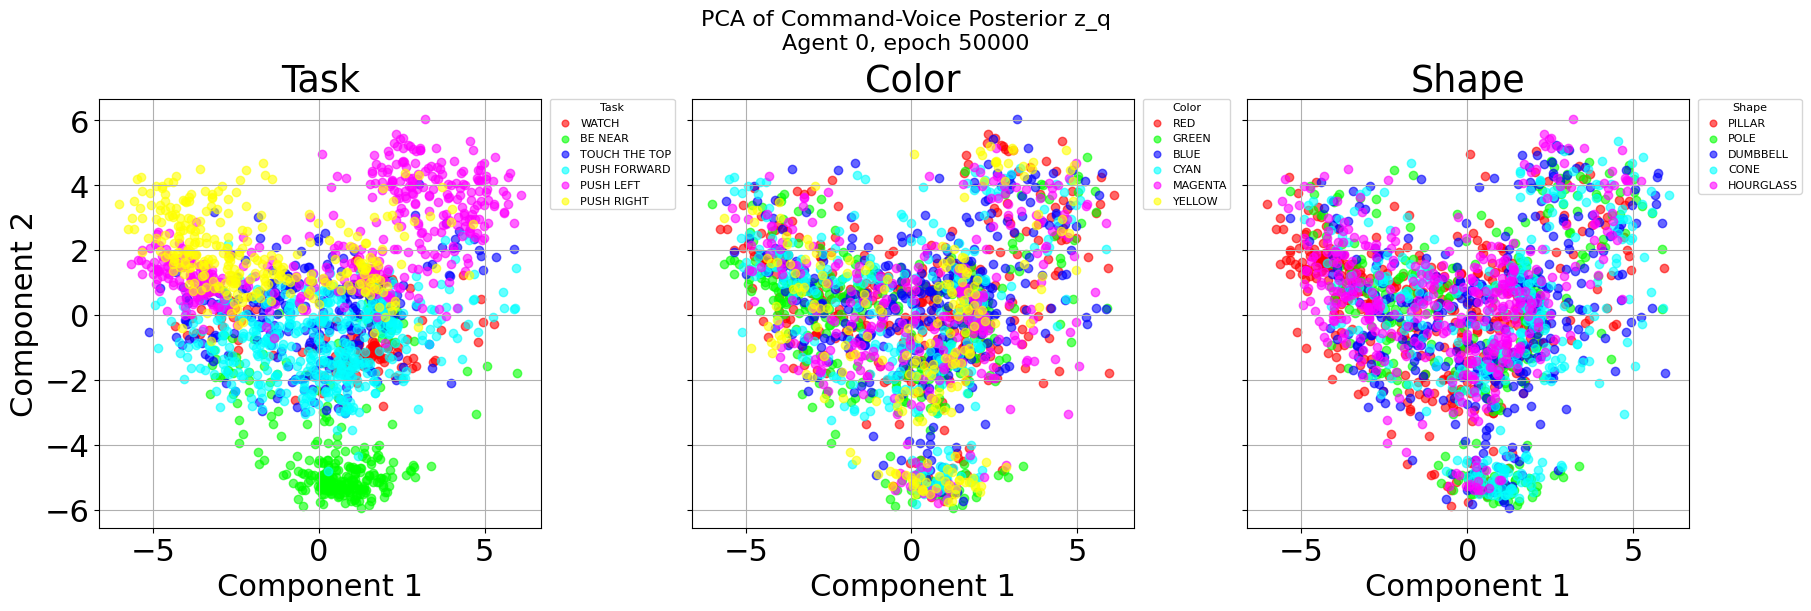 PCA of Command-Voice Posterior z_q
Agent 0, epoch 50000
Task
Component 2
6
4
2
0
−2
−4
−6
−5
0
5
Component 1
Task
WATCH
BE NEAR
TOUCH THE TOP
PUSH FORWARD
PUSH LEFT
PUSH RIGHT
Color
−5
0
5
Component 1
Color
RED
GREEN
BLUE
CYAN
MAGENTA
YELLOW
Shape
−5
0
5
Component 1
Shape
PILLAR
POLE
DUMBBELL
CONE
HOURGLASS